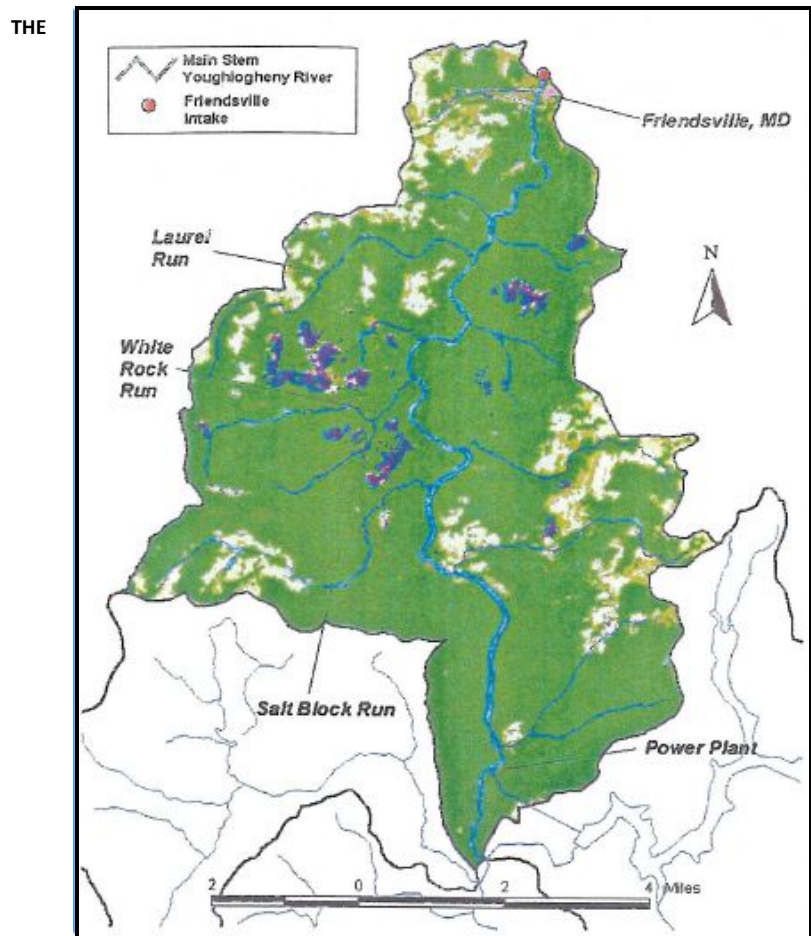 THE
Main Stem
Youghiogheny River
Friendsville
Intake
Friendsville, MD
Laurel
Run
N
White
Rock
Run
Salt Block Run
Power Plant
2 0 2 4 Miles